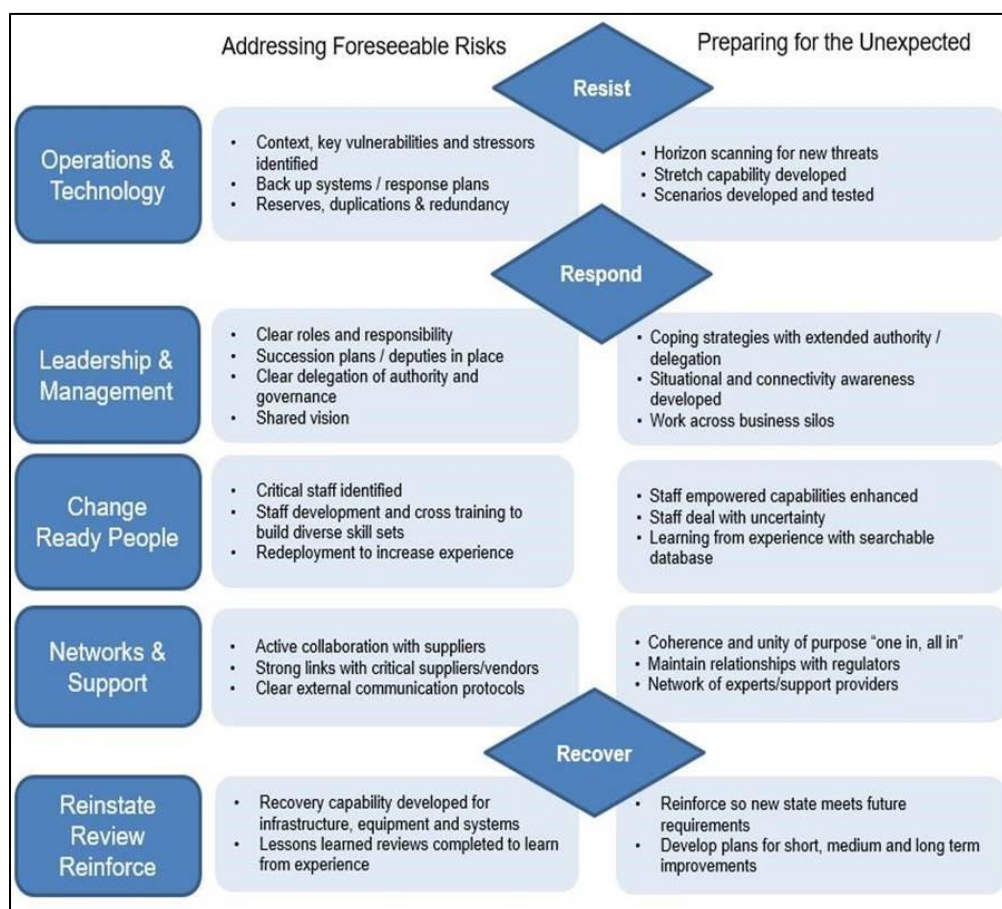 Addressing Foreseeable Risks
Preparing for the Unexpected
Resist
Operations &
Technology
• Context, key vulnerabilities and stressors
identified
• Back up systems / response plans
• Reserves, duplications & redundancy
• Horizon scanning for new threats
• Stretch capability developed
• Scenarios developed and tested
Respond
Leadership &
Management
• Clear roles and responsibility
• Succession plans / deputies in place
• Clear delegation of authority and
governance
• Shared vision
• Coping strategies with extended authority /
delegation
• Situational and connectivity awareness
developed
• Work across business silos
Change
Ready People
• Critical staff identified
• Staff development and cross training to
build diverse skill sets
• Redeployment to increase experience
• Staff empowered capabilities enhanced
• Staff deal with uncertainty
• Learning from experience with searchable
database
Networks &
Support
• Active collaboration with suppliers
• Strong links with critical suppliers/vendors
• Clear external communication protocols
• Coherence and unity of purpose “one in, all in”
• Maintain relationships with regulators
• Network of experts/support providers
Recover
Reinstate
Review
Reinforce
• Recovery capability developed for
infrastructure, equipment and systems
• Lessons learned reviews completed to learn
from experience
• Reinforce so new state meets future
requirements
• Develop plans for short, medium and long term
improvements